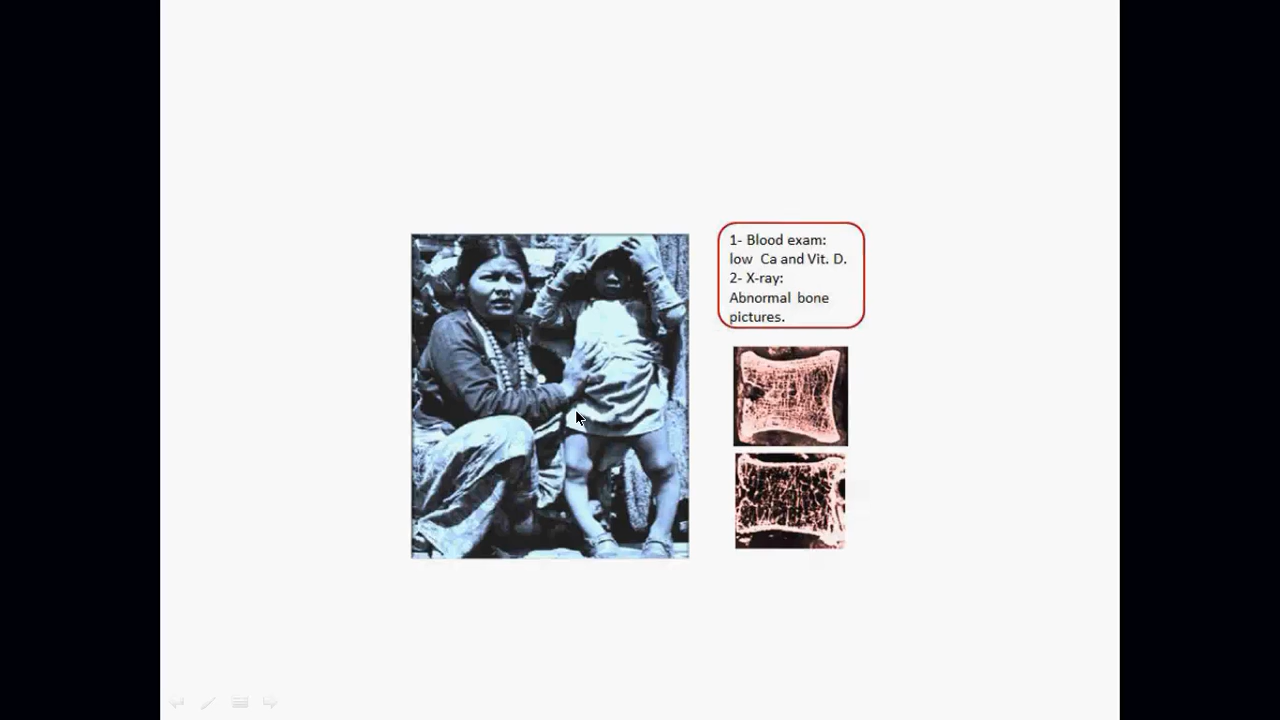 1- Blood exam:
low Ca and Vit. D.
2- X-ray:
Abnormal bone
pictures.